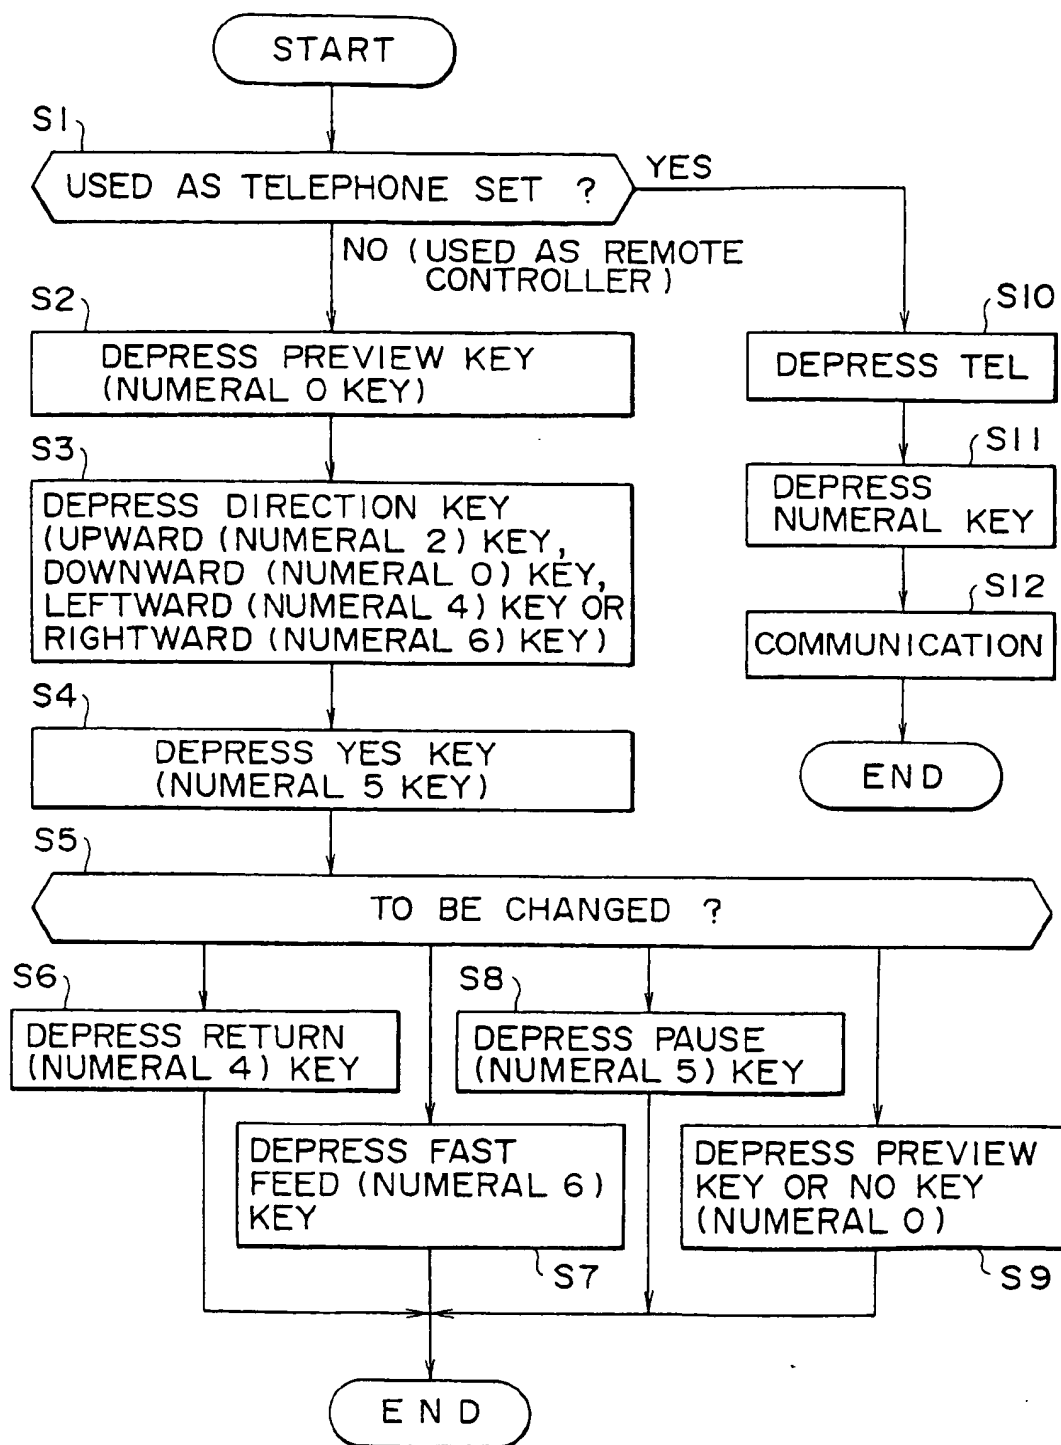 START
S1
USED AS TELEPHONE SET ?
YES
NO (USED AS REMOTE
CONTROLLER)
S2
DEPRESS PREVIEW KEY
(NUMERAL 0 KEY)
S3
DEPRESS DIRECTION KEY
(UPWARD (NUMERAL 2) KEY,
DOWNWARD (NUMERAL 0) KEY,
LEFTWARD (NUMERAL 4) KEY OR
RIGHTWARD (NUMERAL 6) KEY)
S4
DEPRESS YES KEY
(NUMERAL 5 KEY)
S10
DEPRESS TEL
S11
DEPRESS
NUMERAL KEY
S12
COMMUNICATION
END
S5
TO BE CHANGED ?
S6
DEPRESS RETURN
(NUMERAL 4) KEY
DEPRESS FAST
FEED (NUMERAL 6)
KEY
S7
S8
DEPRESS PAUSE
(NUMERAL 5) KEY
DEPRESS PREVIEW
KEY OR NO KEY
(NUMERAL 0)
S9
END